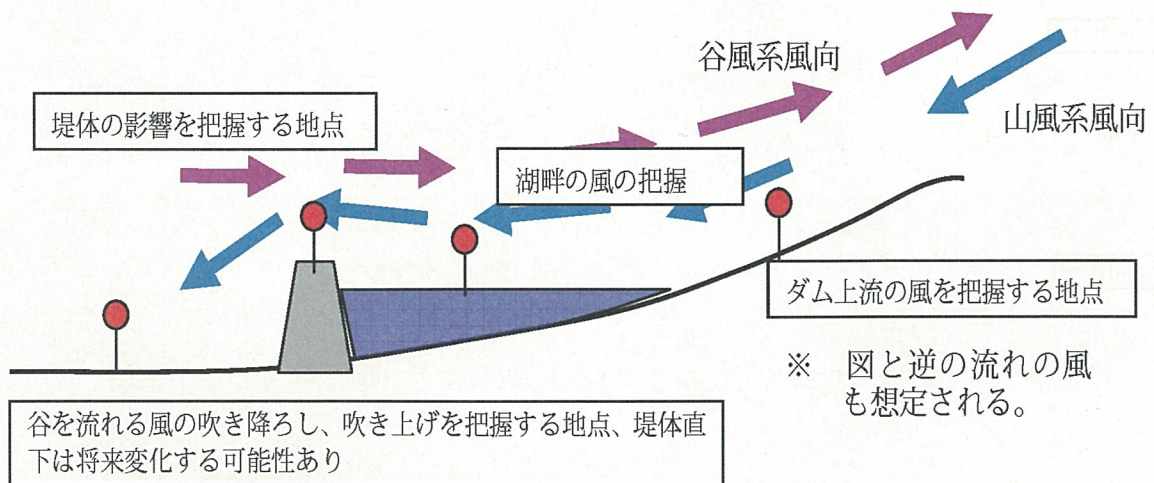 谷風系風向
山風系風向
堤体の影響を把握する地点
湖畔の風の把握
ダム上流の風を把握する地点
※　図と逆の流れの風
も想定される。
谷を流れる風の吹き降ろし、吹き上げを把握する地点、堤体直
下は将来変化する可能性あり